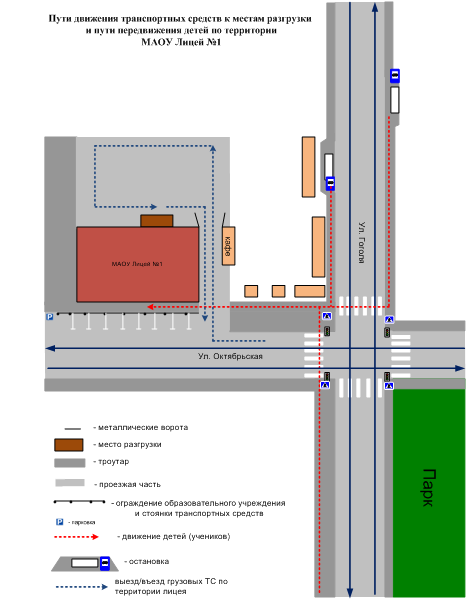 Пути движения транспортных средств к местам разгрузки
и пути передвижения детей по территории
МАОУ Лицей №1
Ул. Гоголя
кафе
МАОУ Лицей №1
P
Ул. Октябрьская
Парк
- металлические ворота
- место разгрузки
- троутар
- проезжая часть
- ограждение образовательного учреждения
и стоянки транспортных средств
P - парковка
- движение детей (учеников)
- остановка
выезд/въезд грузовых ТС по
территории лицея